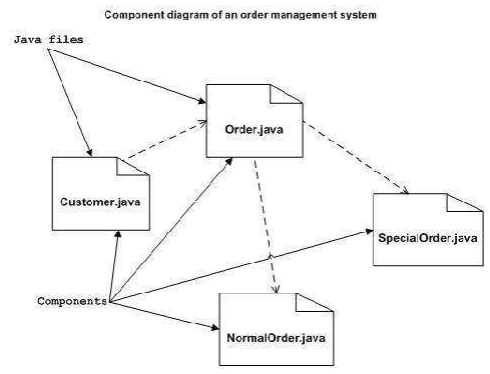 Component diagram of an order management system
Java files
Order.java
Customer.java
SpecialOrder.java
Components
NormalOrder.java